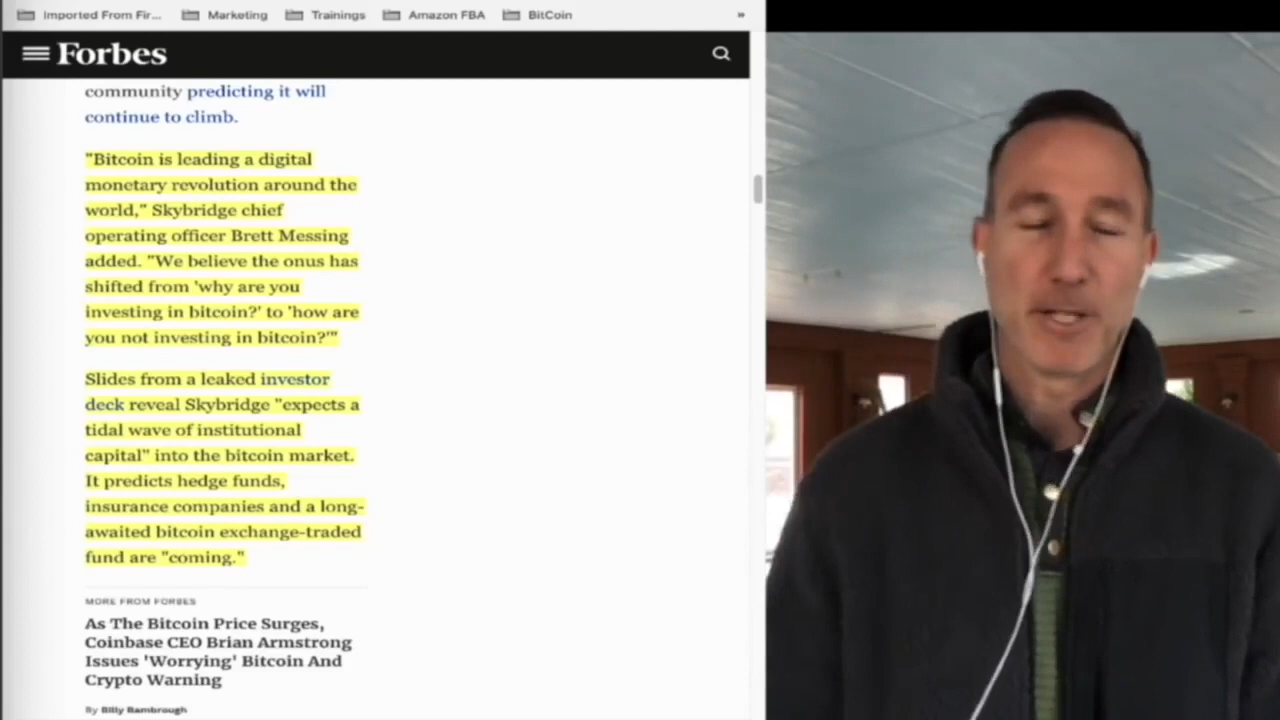 Imported From Fir... Marketing Trainings Amazon FBA BitCoin »
Forbes
community predicting it will
continue to climb.
"Bitcoin is leading a digital
monetary revolution around the
world," Skybridge chief
operating officer Brett Messing
added. "We believe the onus has
shifted from 'why are you
investing in bitcoin?' to 'how are
you not investing in bitcoin?'"
Slides from a leaked investor
deck reveal Skybridge "expects a
tidal wave of institutional
capital" into the bitcoin market.
It predicts hedge funds,
insurance companies and a long-
awaited bitcoin exchange-traded
fund are "coming."
MORE FROM FORBES
As The Bitcoin Price Surges,
Coinbase CEO Brian Armstrong
Issues 'Worrying' Bitcoin And
Crypto Warning
By Billy Bambrough